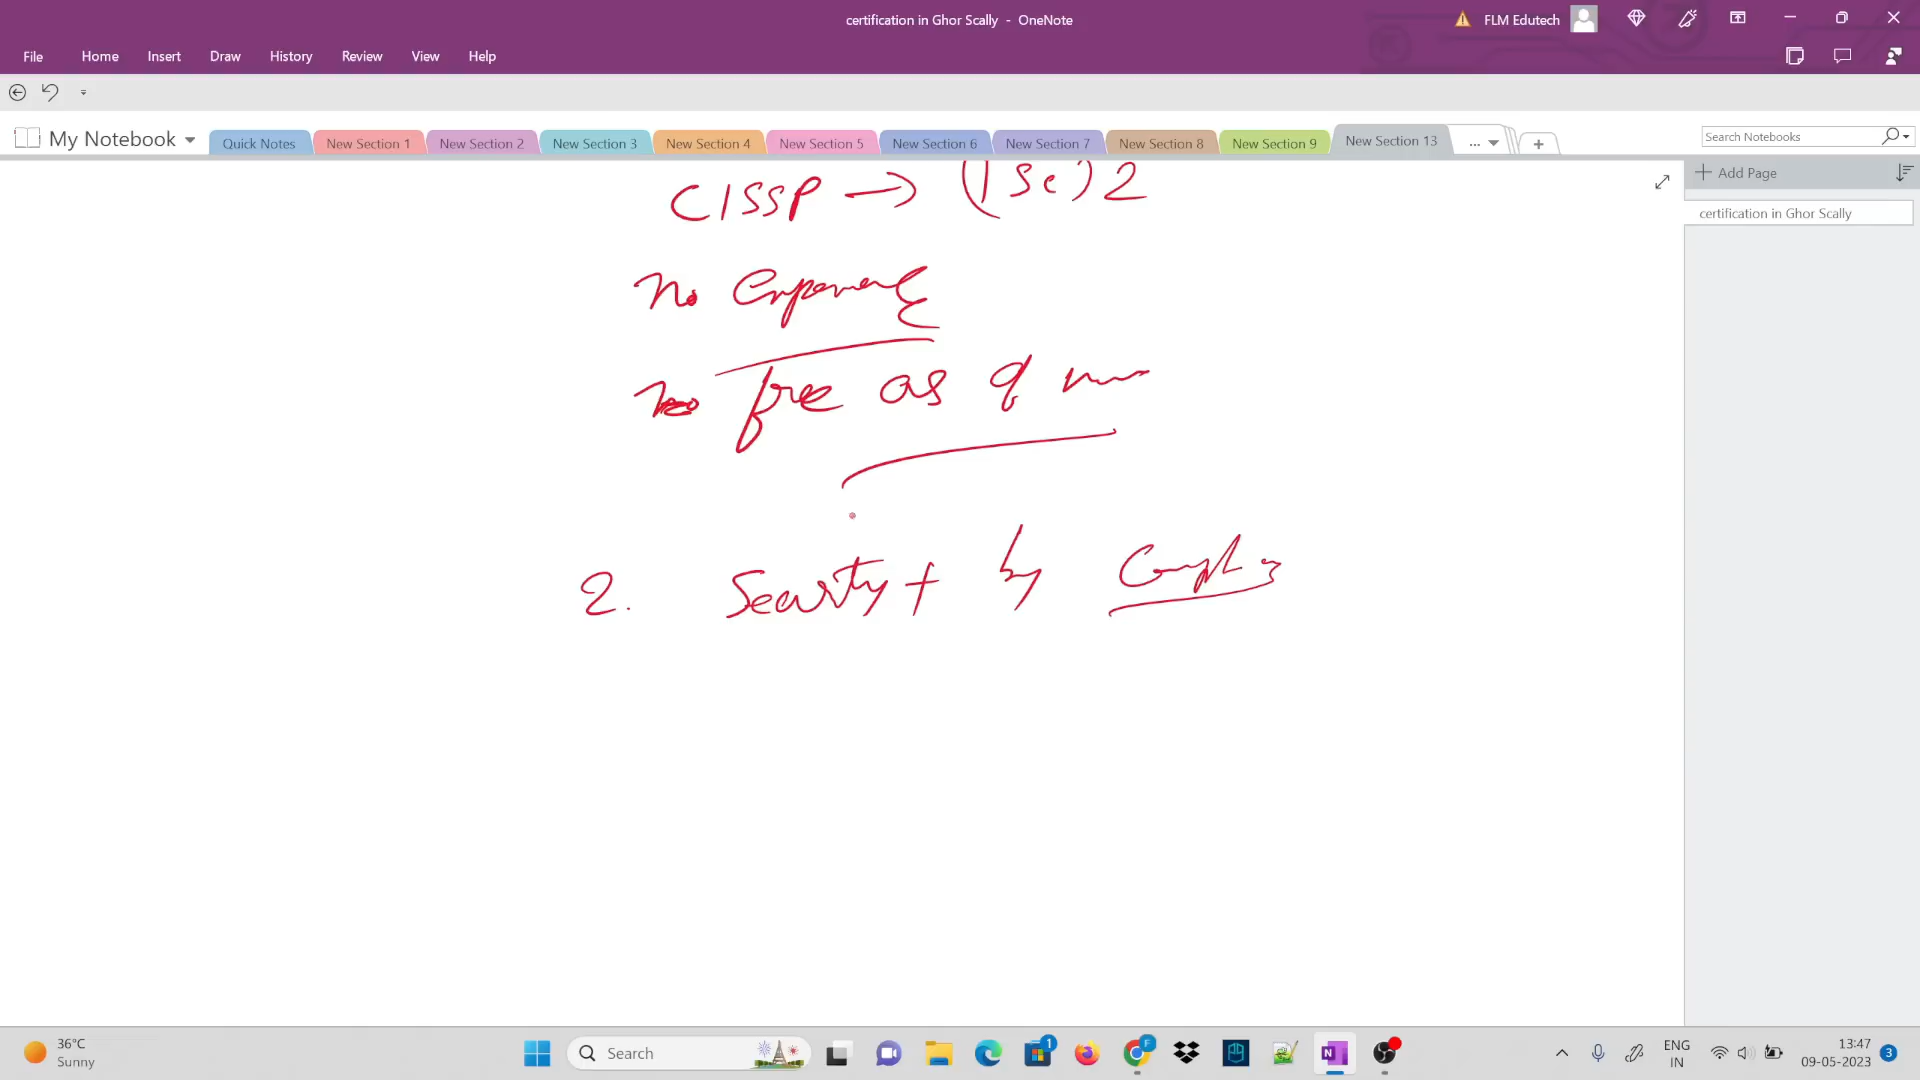 certification in Ghor Scally - OneNote
FLM Edutech
File Home Insert Draw History Review View Help
My Notebook Quick Notes New Section 1 New Section 2 New Section 3 New Section 4 New Section 5 New Section 6 New Section 7 New Section 8 New Section 9 New Section 13 ... Search Notebooks
Add Page
certification in Ghor Scally
CISSP → (ISC)2
No
free as of
2. Security + by
36°C
Sunny
Search
1
F
ENG
IN
13:47
09-05-2023
3